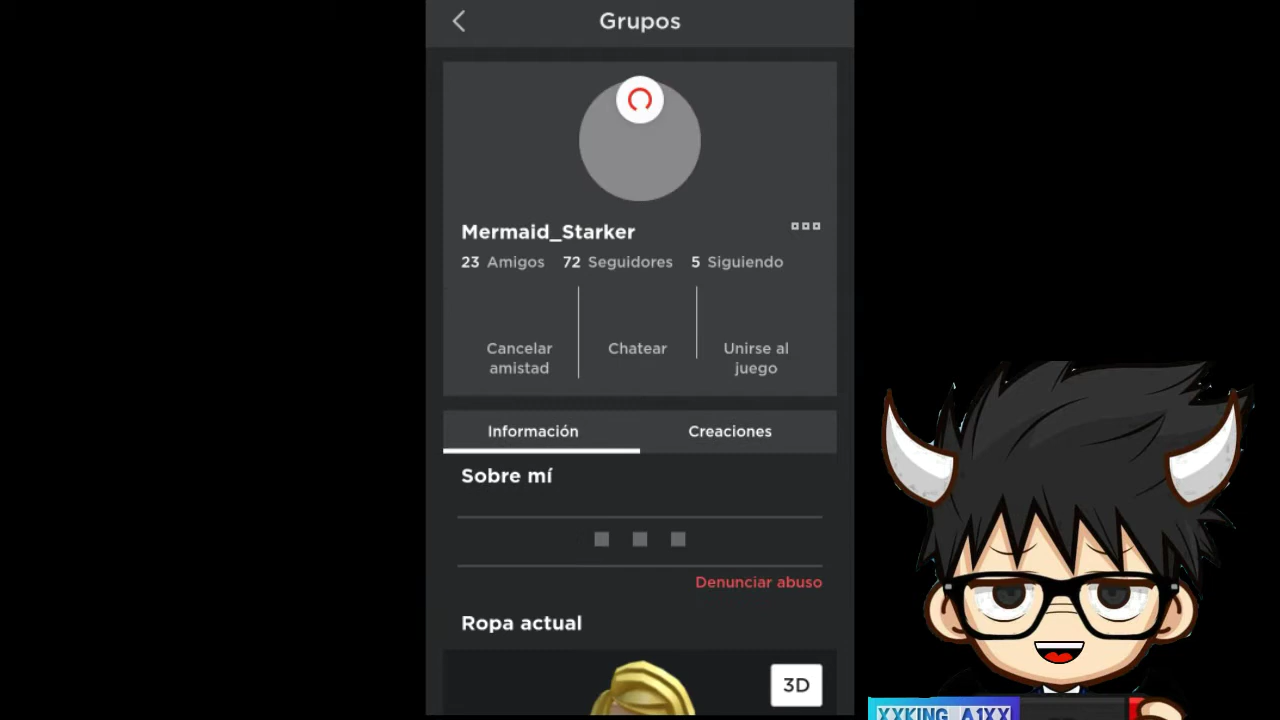 Grupos
Mermaid_Starker
23 Amigos 72 Seguidores 5 Siguiendo
Cancelar amistad
Chatear
Unirse al juego
Información Creaciones
Sobre mí
Denunciar abuso
Ropa actual
3D
XXKING_A1XX